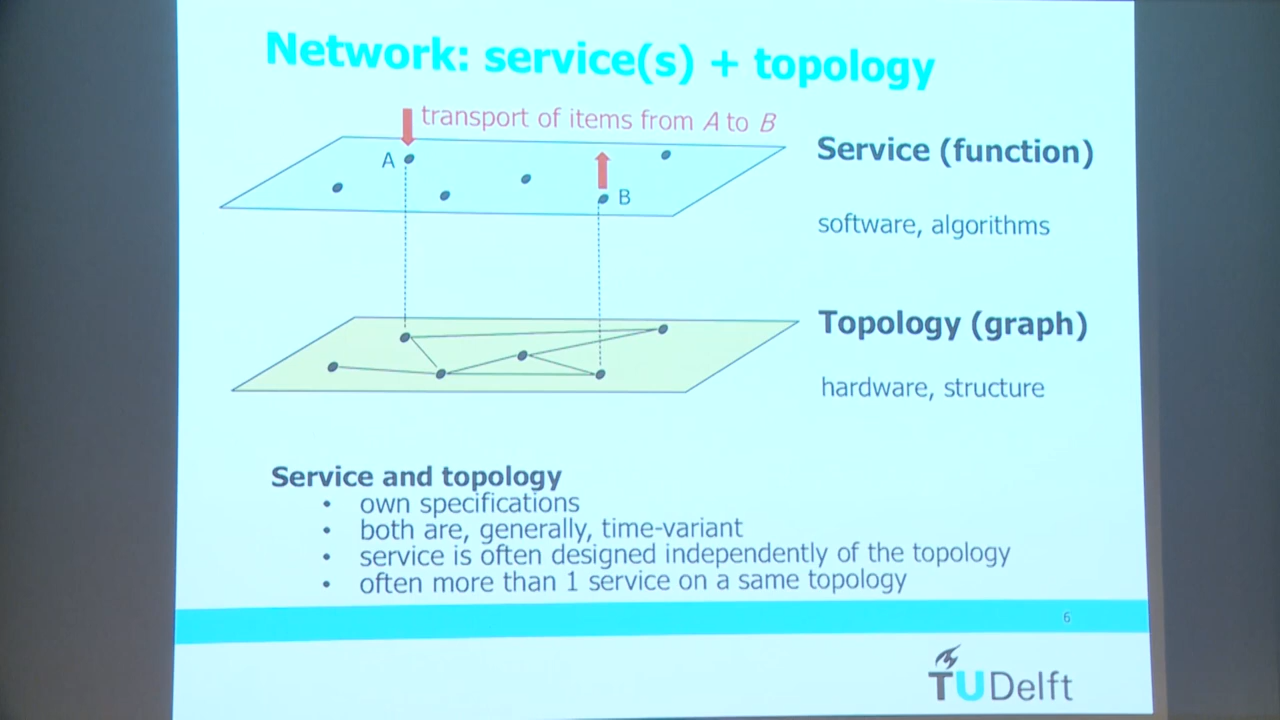 Network: service(s) + topology
transport of items from A to B
A
B
Service (function)
software, algorithms
Topology (graph)
hardware, structure
Service and topology
• own specifications
• both are, generally, time-variant
• service is often designed independently of the topology
• often more than 1 service on a same topology
6
TUDelft